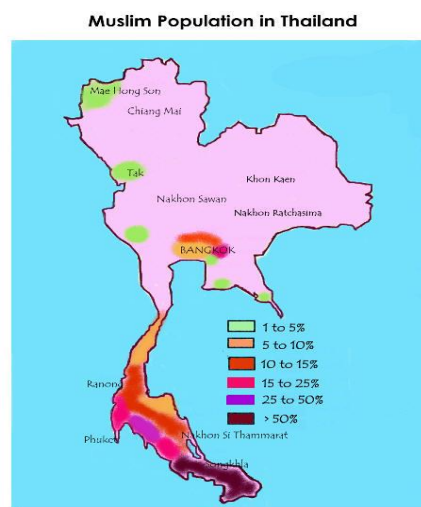 Muslim Population in Thailand
Mae Hong Son
Chiang Mai
Tak
Khon Kaen
Nakhon Sawan
Nakhon Ratchasima
BANGKOK
1 to 5%
5 to 10%
10 to 15%
Ranong
15 to 25%
25 to 50%
> 50%
Phuket
Nakhon Si Thammarat
Songkhla